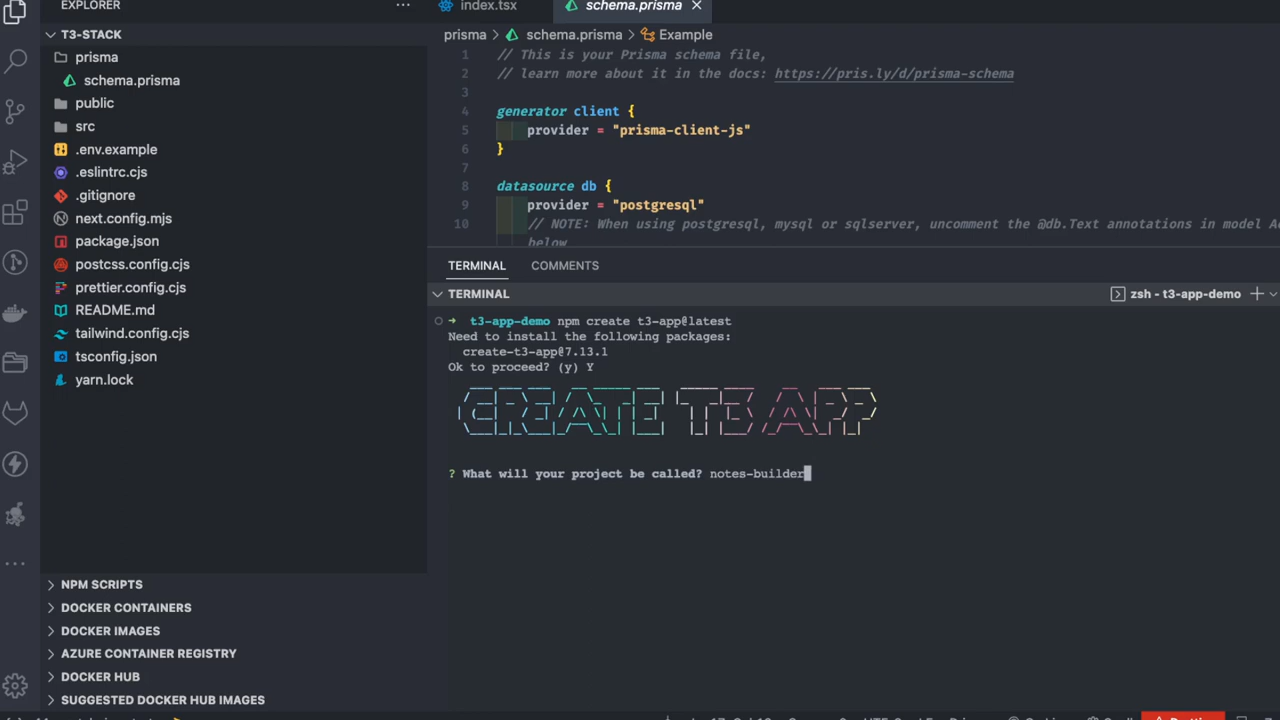 EXPLORER
T3-STACK
prisma
schema.prisma
public
src
.env.example
.eslintrc.cjs
.gitignore
next.config.mjs
package.json
postcss.config.cjs
prettier.config.cjs
README.md
tailwind.config.cjs
tsconfig.json
yarn.lock
NPM SCRIPTS
DOCKER CONTAINERS
DOCKER IMAGES
AZURE CONTAINER REGISTRY
DOCKER HUB
SUGGESTED DOCKER HUB IMAGES
index.tsx
schema.prisma
prisma > schema.prisma > Example
1 // This is your Prisma schema file,
2 // learn more about it in the docs: https://pris.ly/d/prisma-schema
3
4 generator client {
5 provider = "prisma-client-js"
6 }
7
8 datasource db {
9 provider = "postgresql"
10 // NOTE: When using postgresql, mysql or sqlserver, uncomment the @db.Text annotations in model
below
TERMINAL COMMENTS
TERMINAL
zsh - t3-app-demo
t3-app-demo npm create t3-app@latest
Need to install the following packages:
create-t3-app@7.13.1
Ok to proceed? (y) Y
CREATE T3 APP
? What will your project be called? notes-builder